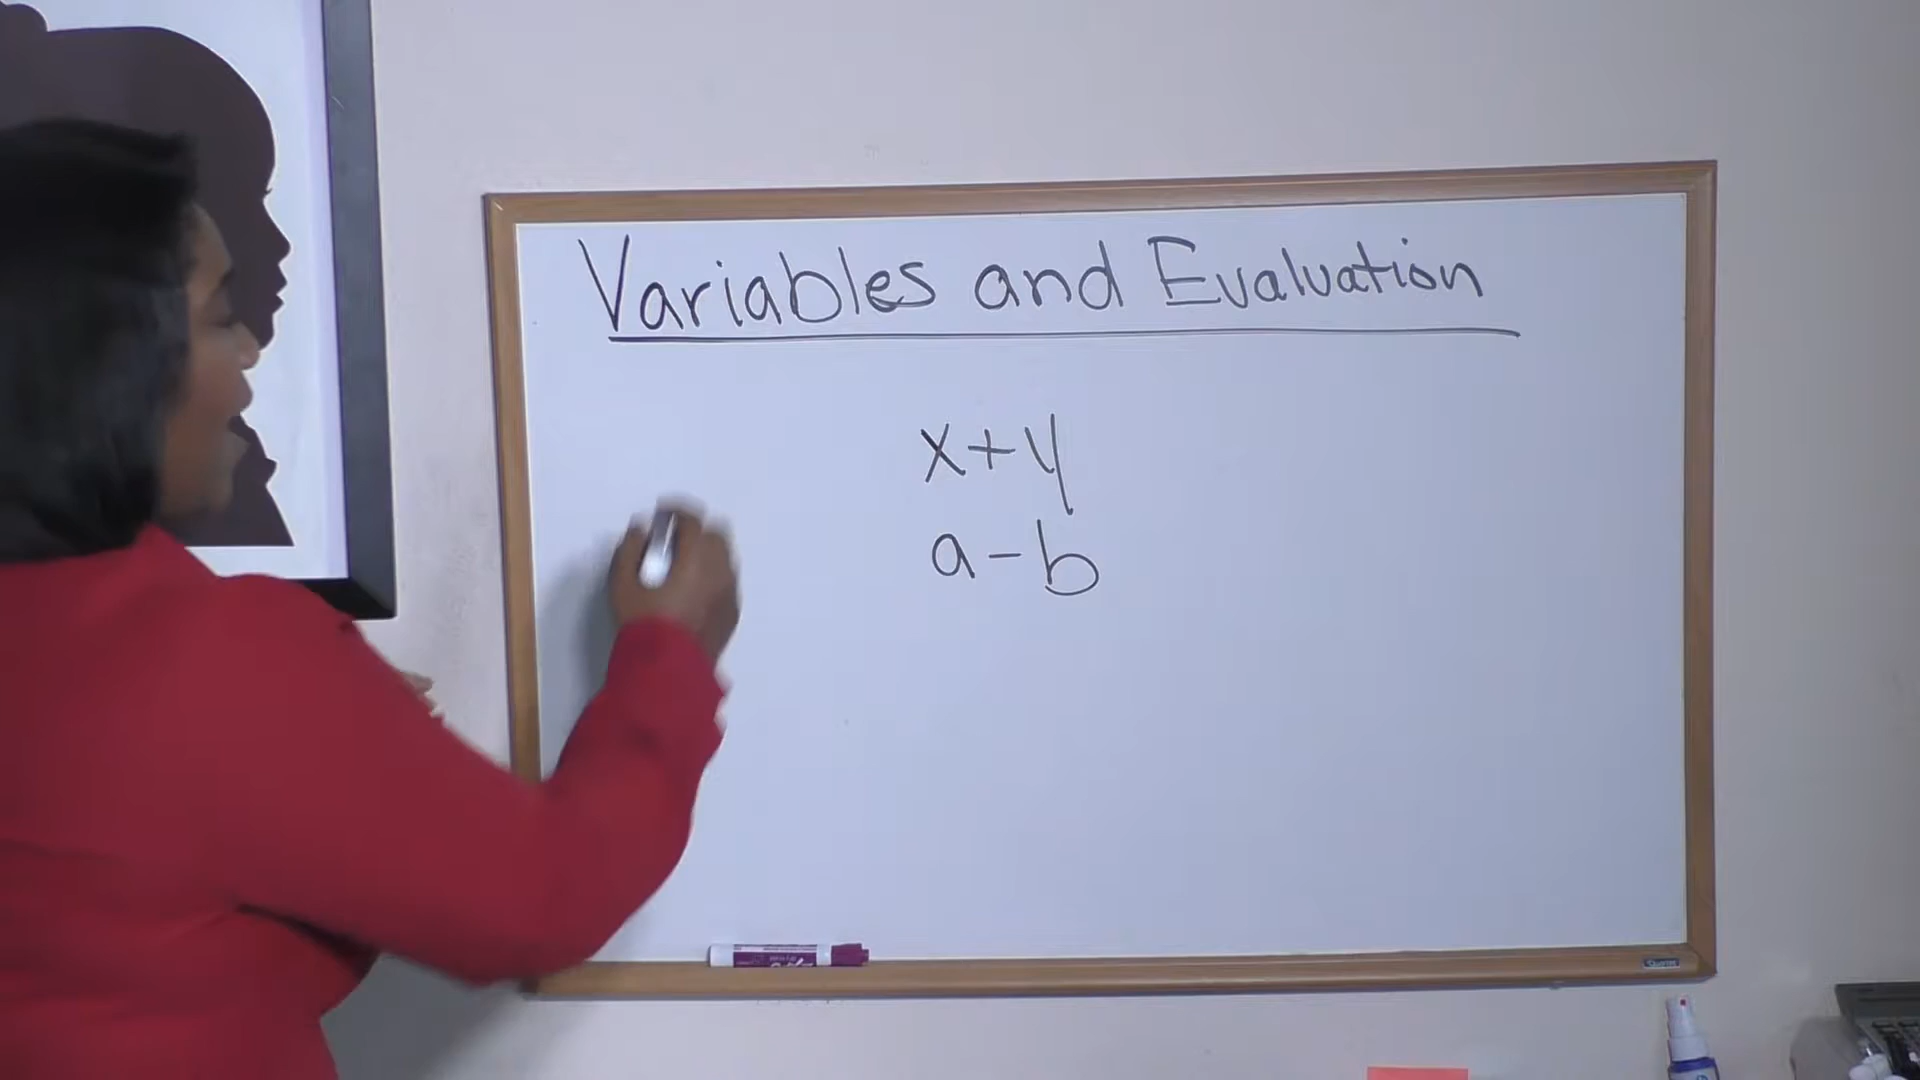 Variables and Evaluation
x+y
a-b